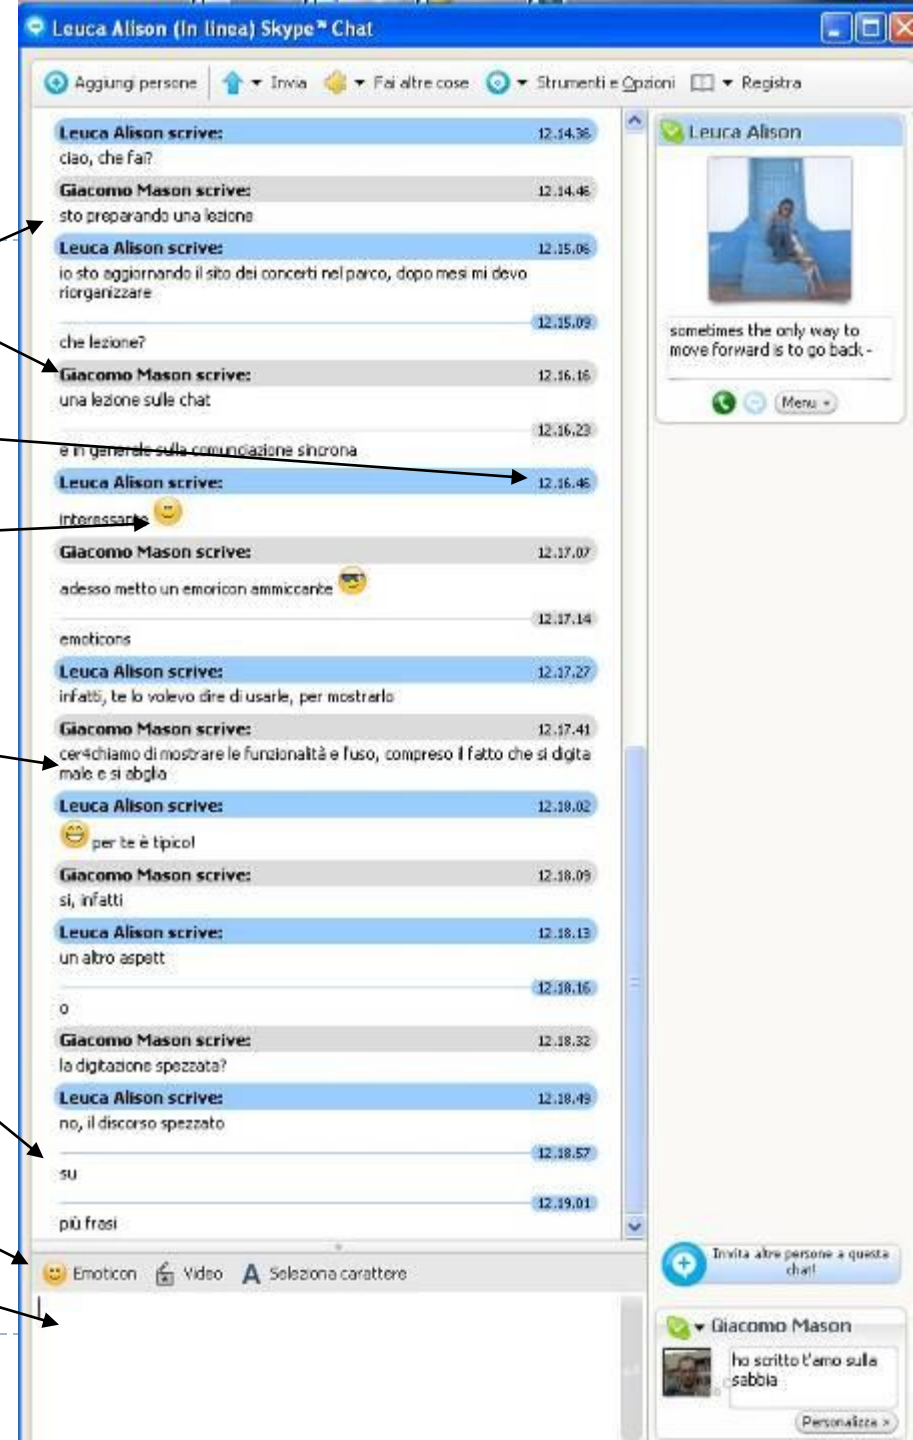 Leuca Alison (In linea) Skype™ Chat
Aggiungi persone Invia Fai altre cose Strumenti e Opzioni Registra
Leuca Alison scrive: 12.14.36
ciao, che fai?
Giacomo Mason scrive: 12.14.46
sto preparando una lezione
Leuca Alison scrive: 12.15.06
io sto aggiornando il sito dei concerti nel parco, dopo mesi mi devo
riorganizzare
12.15.09
che lezione?
Giacomo Mason scrive: 12.16.16
una lezione sulle chat
12.16.23
e in generale sulla comunciazione sincrona
Leuca Alison scrive: 12.16.46
interessante
Giacomo Mason scrive: 12.17.07
adesso metto un emoricon ammiccante
12.17.14
emoticons
Leuca Alison scrive: 12.17.27
infatti, te lo volevo dire di usarle, per mostrarlo
Giacomo Mason scrive: 12.17.41
cer4chiamo di mostrare le funzionalità e l'uso, compreso il fatto che si digita
male e si abglia
Leuca Alison scrive: 12.18.02
per te è tipico!
Giacomo Mason scrive: 12.18.09
si, infatti
Leuca Alison scrive: 12.18.13
un altro aspett
12.18.16
o
Giacomo Mason scrive: 12.18.32
la digitazione spezzata?
Leuca Alison scrive: 12.18.49
no, il discorso spezzato
12.18.57
su
12.19.01
più frasi
Emoticon Video A Seleziona carattere
Leuca Alison
sometimes the only way to
move forward is to go back -
Menu
Invita altre persone a questa
chat!
Giacomo Mason
ho scritto t'amo sulla
sabbia
Personalizza >